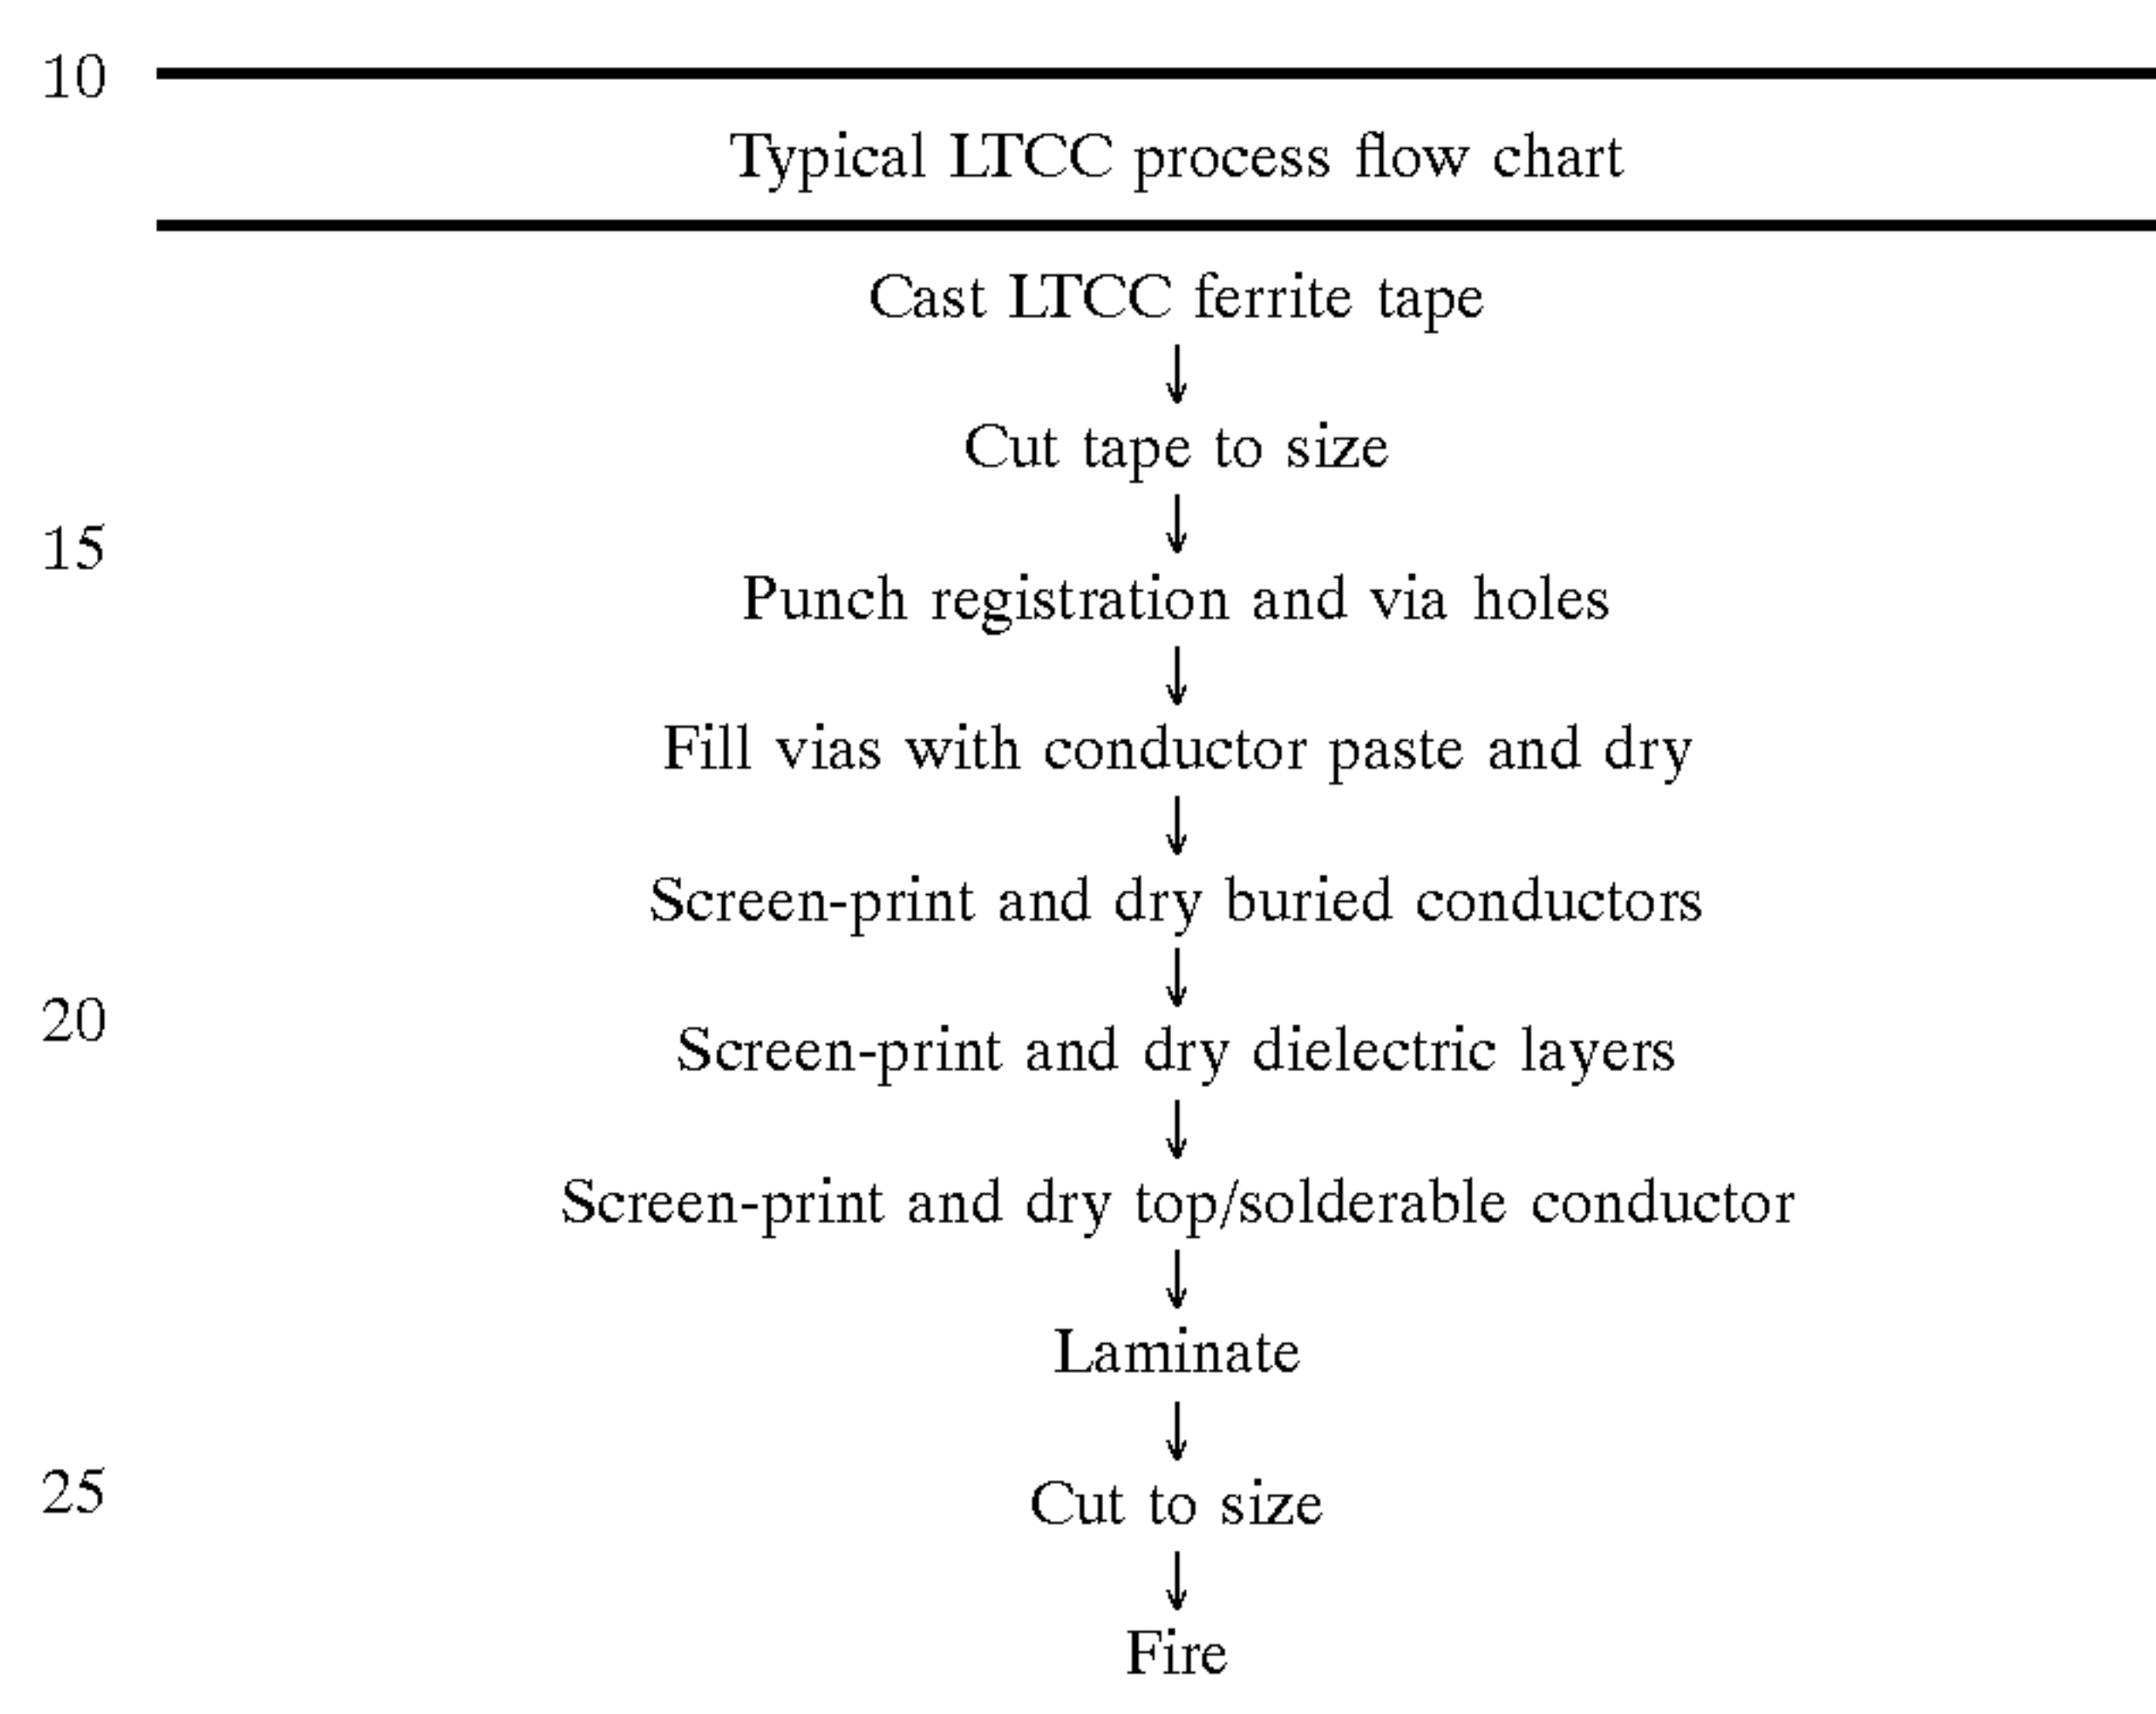 10
Typical LTCC process flow chart
Cast LTCC ferrite tape
↓
Cut tape to size
15
↓
Punch registration and via holes
↓
Fill vias with conductor paste and dry
↓
Screen-print and dry buried conductors
↓
20
Screen-print and dry dielectric layers
↓
Screen-print and dry top/solderable conductor
↓
Laminate
↓
25
Cut to size
↓
Fire